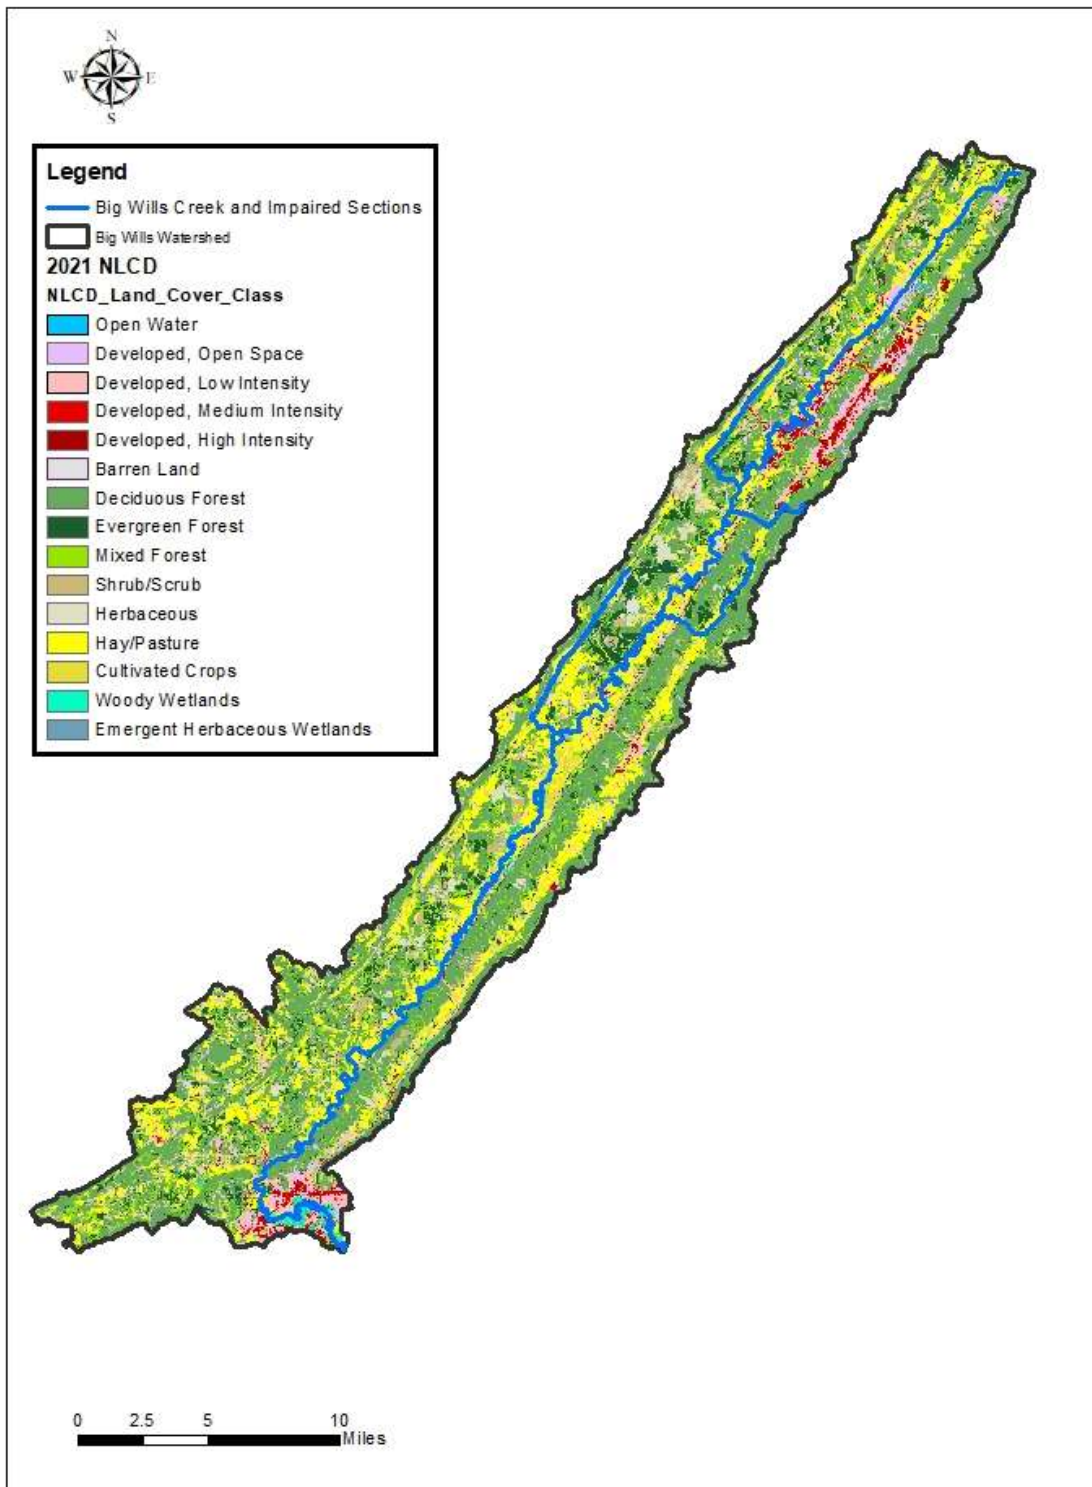 N
W E
S
Legend
Big Wills Creek and Impaired Sections
Big Wills Watershed
2021 NLCD
NLCD_Land_Cover_Class
Open Water
Developed, Open Space
Developed, Low Intensity
Developed, Medium Intensity
Developed, High Intensity
Barren Land
Deciduous Forest
Evergreen Forest
Mixed Forest
Shrub/Scrub
Herbaceous
Hay/Pasture
Cultivated Crops
Woody Wetlands
Emergent Herbaceous Wetlands
0 2.5 5 10
Miles